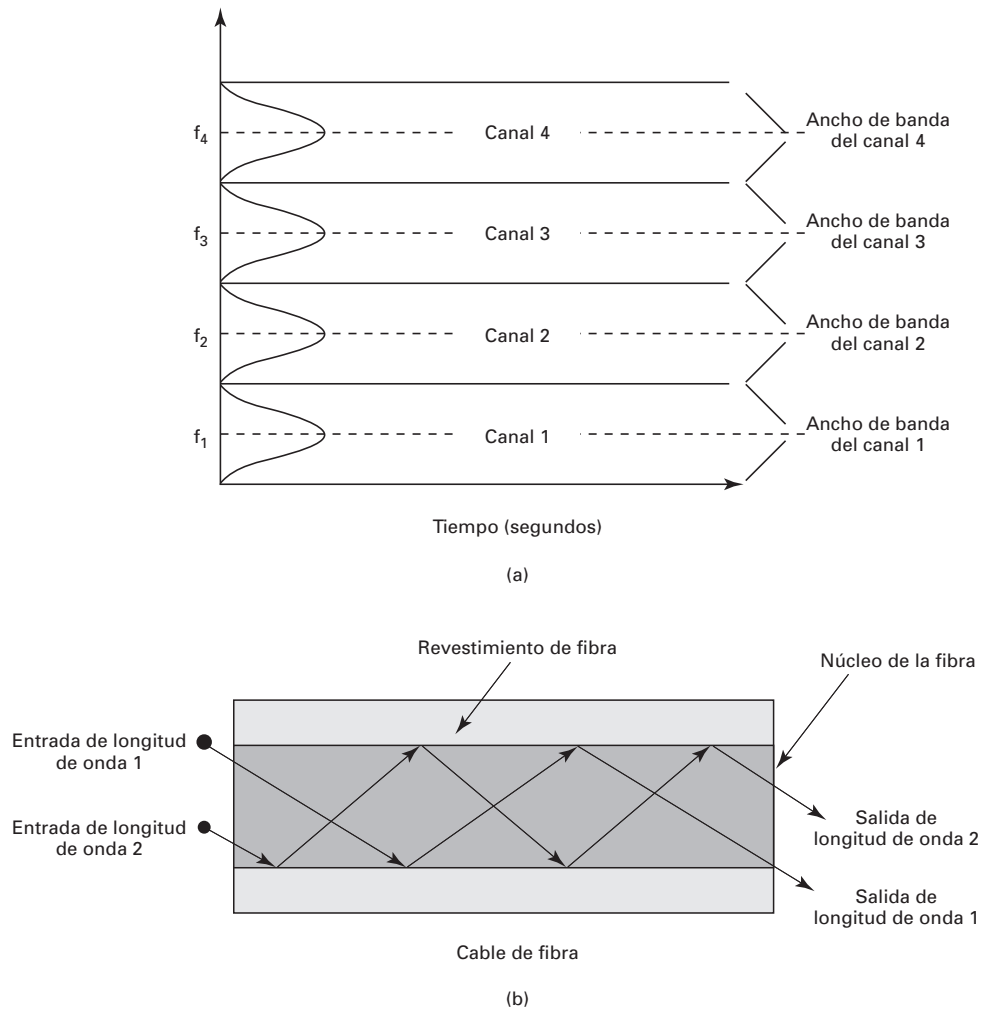 f4
Canal 4
Ancho de banda
del canal 4
f3
Canal 3
Ancho de banda
del canal 3
f2
Canal 2
Ancho de banda
del canal 2
f1
Canal 1
Ancho de banda
del canal 1
Tiempo (segundos)
(a)
Revestimiento de fibra
Núcleo de la fibra
Entrada de longitud
de onda 1
Entrada de longitud
de onda 2
Salida de
longitud de onda 2
Salida de
longitud de onda 1
Cable de fibra
(b)